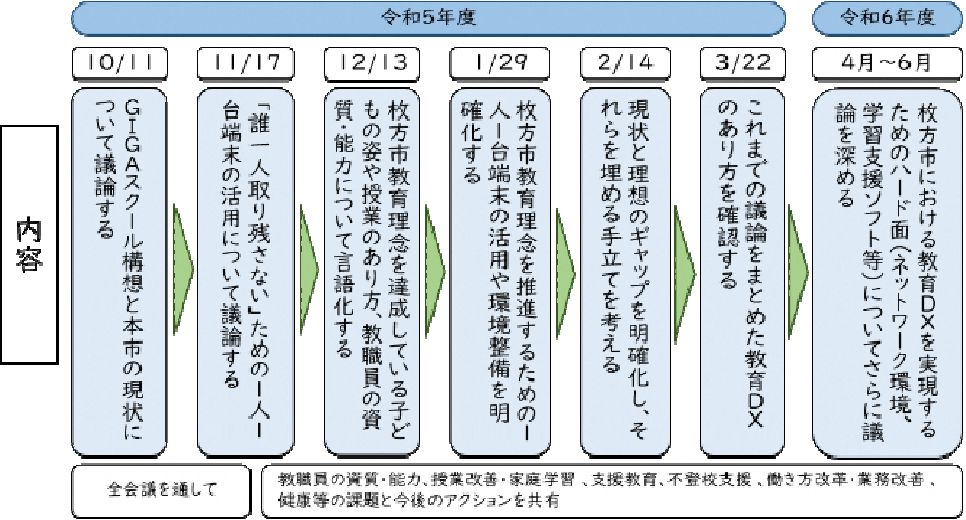 令和5年度
令和6年度
10/11
11/17
12/13
1/29
2/14
3/22
4月～6月
内容
GIGAスクール構想と本市の現状に
ついて議論する
「誰一人取り残さない」ための一人一
台端末の活用について議論する
枚方市教育理念を達成している子ど
もの姿や授業のあり方、教職員の資
質・能力について言語化する
枚方市教育理念を推進するための一
人一台端末の活用や環境整備を明
確化する
現状と理想のギャップを明確化し、そ
れらを埋める手立てを考える
これまでの議論をまとめた教育DX
のあり方を確認する
枚方市における教育DXを実現する
ためのハード面(ネットワーク環境、
学習支援ソフト等)についてさらに議
論を深める
全会議を通して
教職員の資質・能力、授業改善・家庭学習、支援教育、不登校支援、働き方改革・業務改善、
健康等の課題と今後のアクションを共有